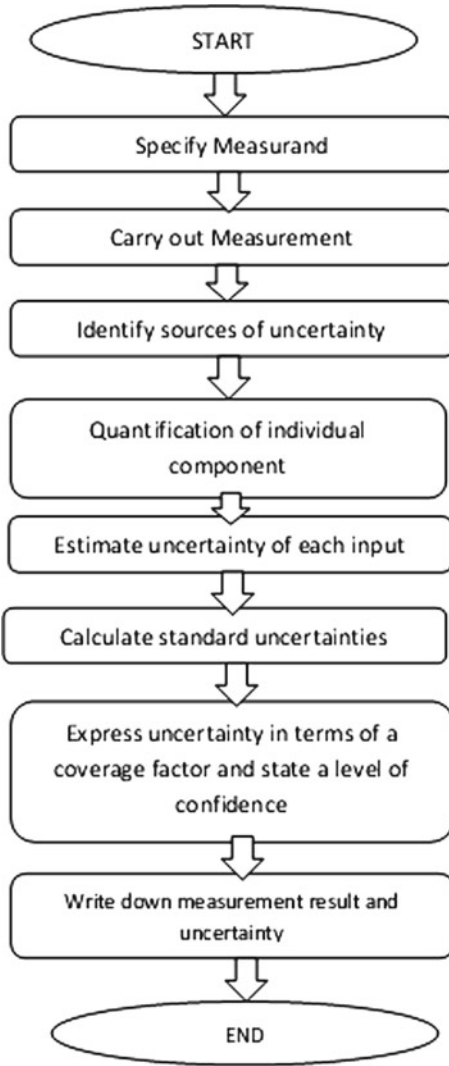 START
Specify Measurand
Carry out Measurement
Identify sources of uncertainty
Quantification of individual
component
Estimate uncertainty of each input
Calculate standard uncertainties
Express uncertainty in terms of a
coverage factor and state a level of
confidence
Write down measurement result and
uncertainty
END